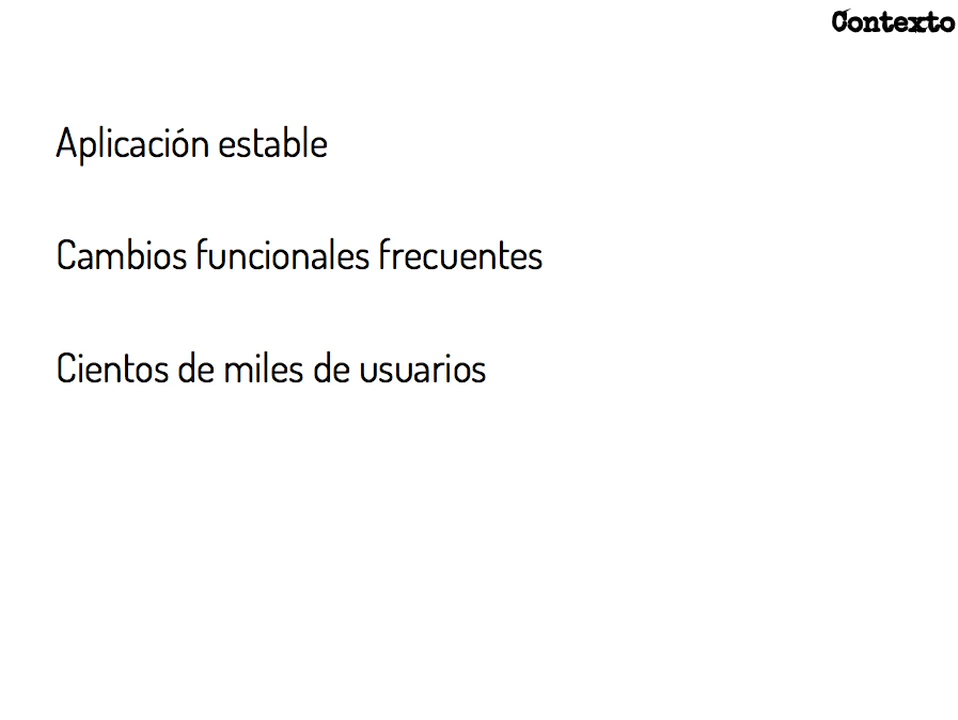 Contexto
Aplicación estable
Cambios funcionales frecuentes
Cientos de miles de usuarios